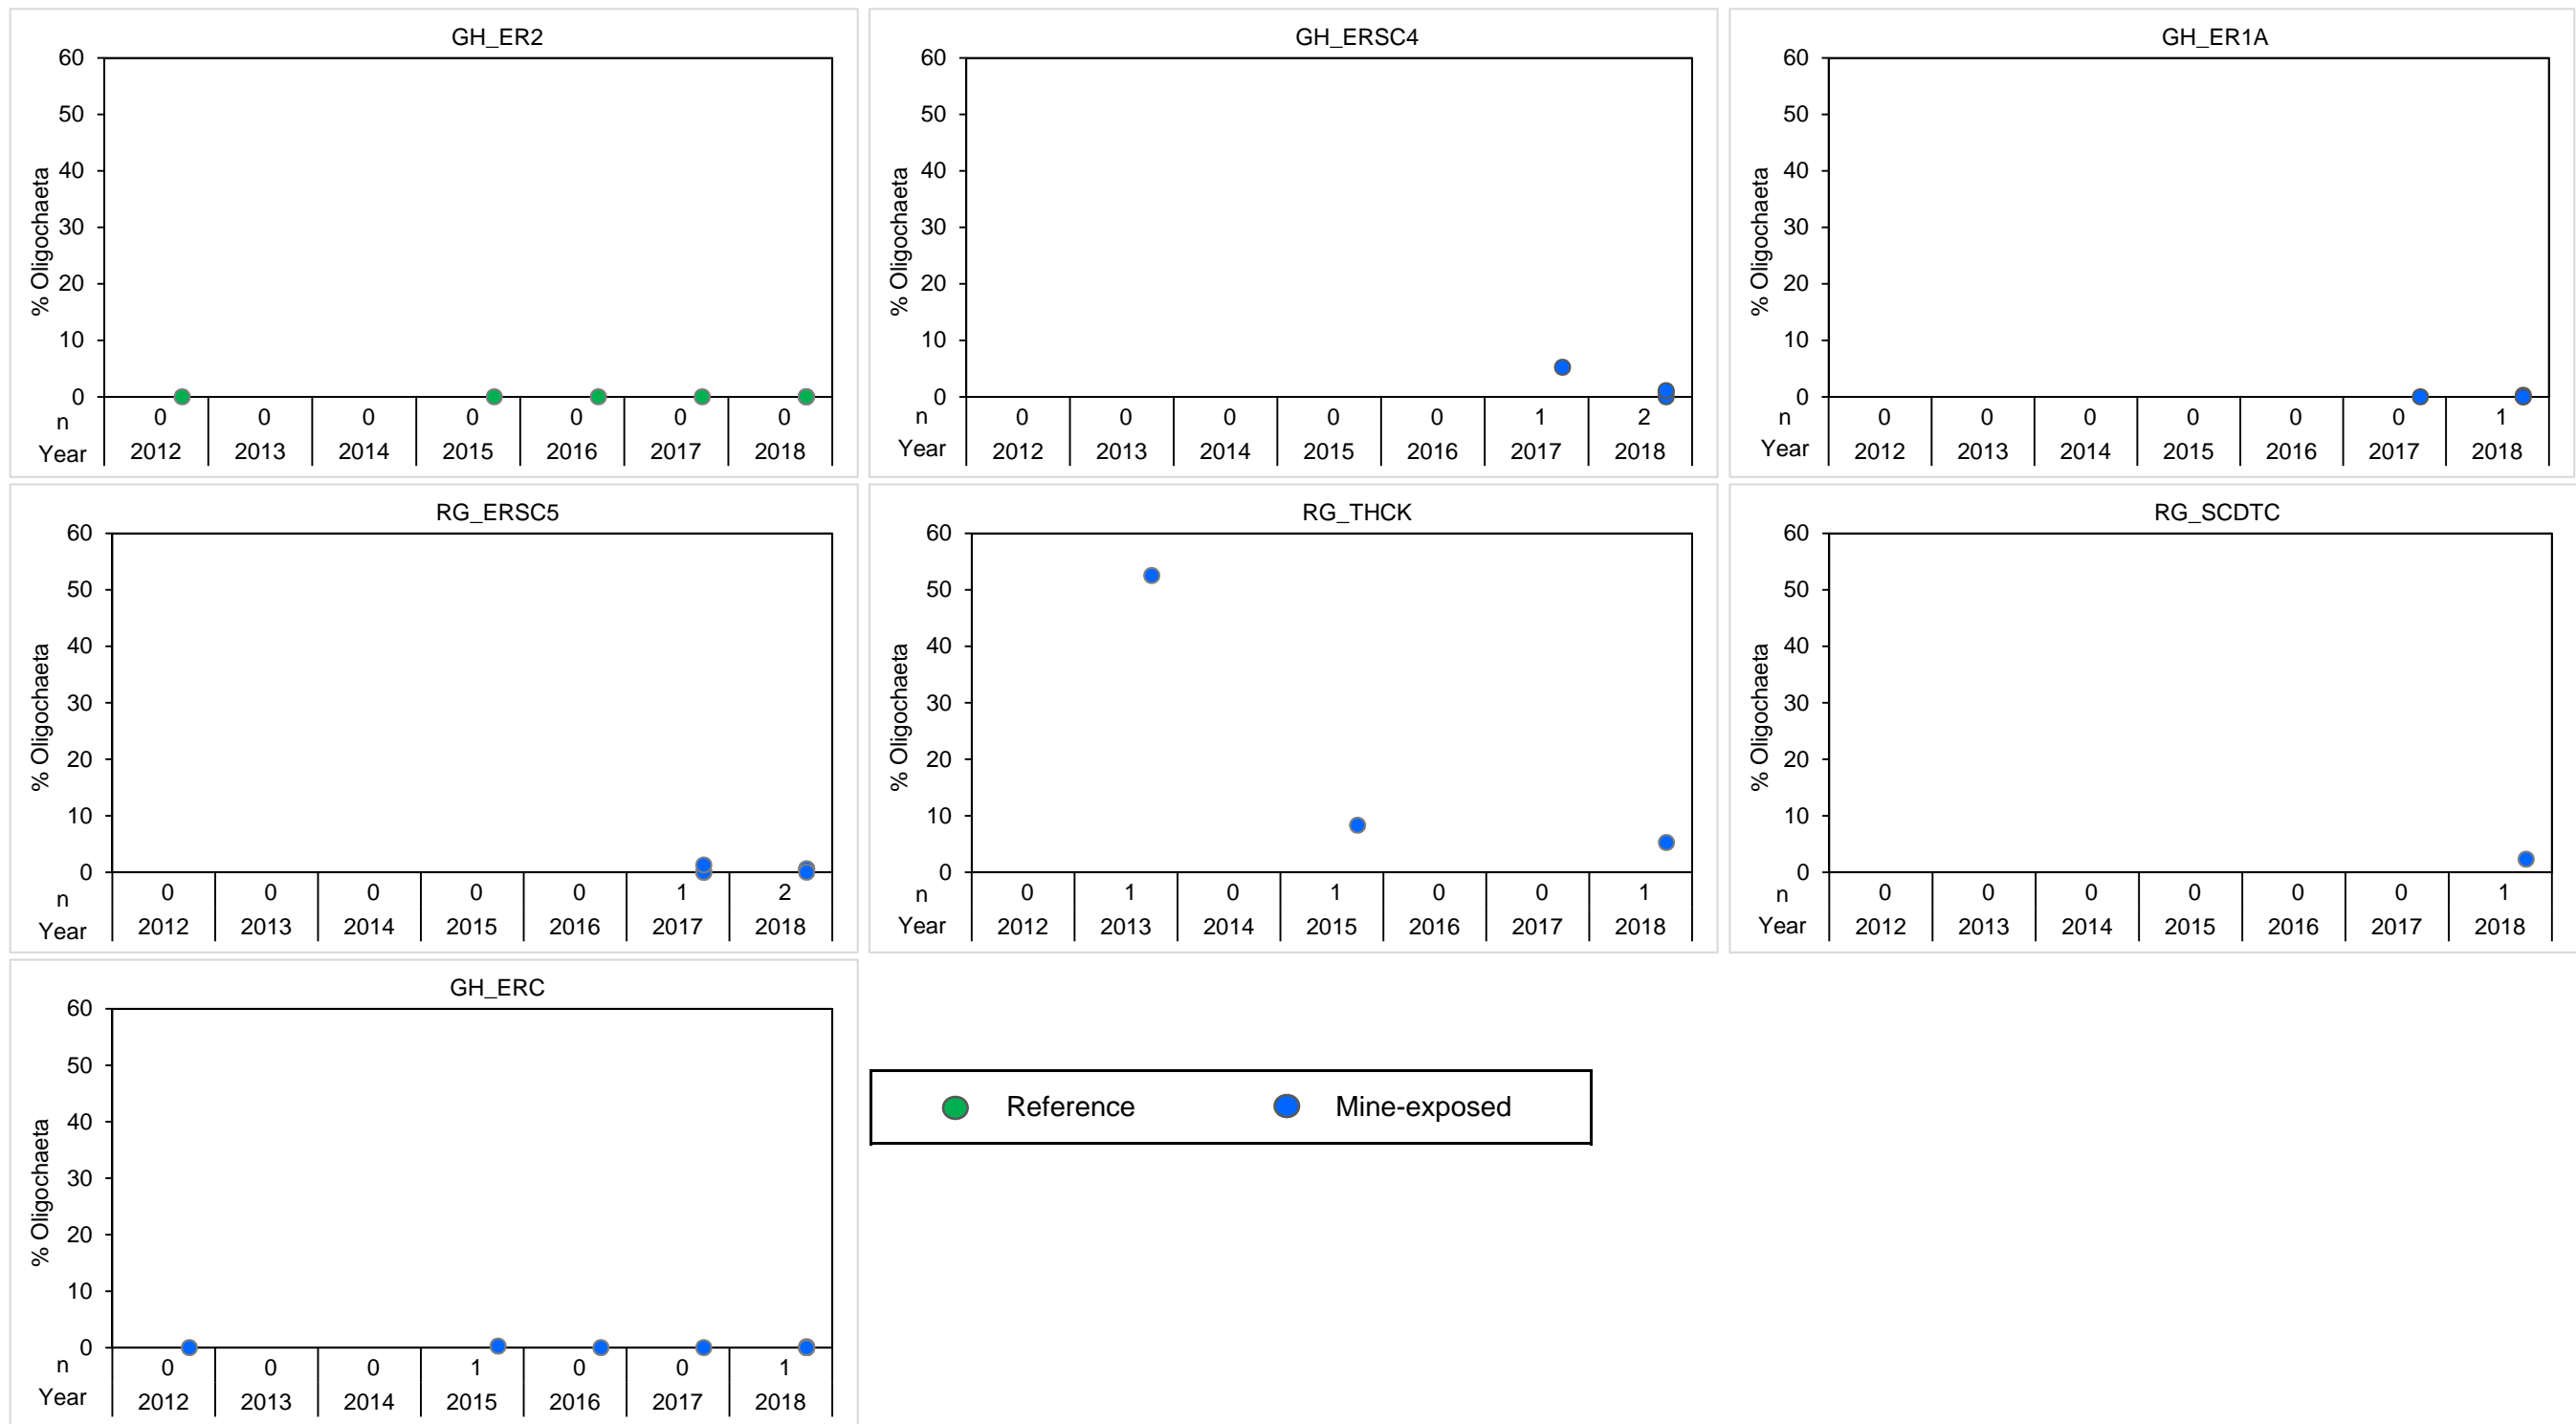 GH_ER2
60
50
40
30
20
10
0
% Oligochaeta
n 0 0 0 0 0 0 0
Year 2012 2013 2014 2015 2016 2017 2018
GH_ERSC4
60
50
40
30
20
10
0
% Oligochaeta
n 0 0 0 0 0 1 2
Year 2012 2013 2014 2015 2016 2017 2018
GH_ER1A
60
50
40
30
20
10
0
% Oligochaeta
n 0 0 0 0 0 0 1
Year 2012 2013 2014 2015 2016 2017 2018
RG_ERSC5
60
50
40
30
20
10
0
% Oligochaeta
n 0 0 0 0 0 1 2
Year 2012 2013 2014 2015 2016 2017 2018
RG_THCK
60
50
40
30
20
10
0
% Oligochaeta
n 0 1 0 1 0 0 1
Year 2012 2013 2014 2015 2016 2017 2018
RG_SCDTC
60
50
40
30
20
10
0
% Oligochaeta
n 0 0 0 0 0 0 1
Year 2012 2013 2014 2015 2016 2017 2018
GH_ERC
60
50
40
30
20
10
0
% Oligochaeta
n 0 0 0 1 0 0 1
Year 2012 2013 2014 2015 2016 2017 2018
Reference Mine-exposed